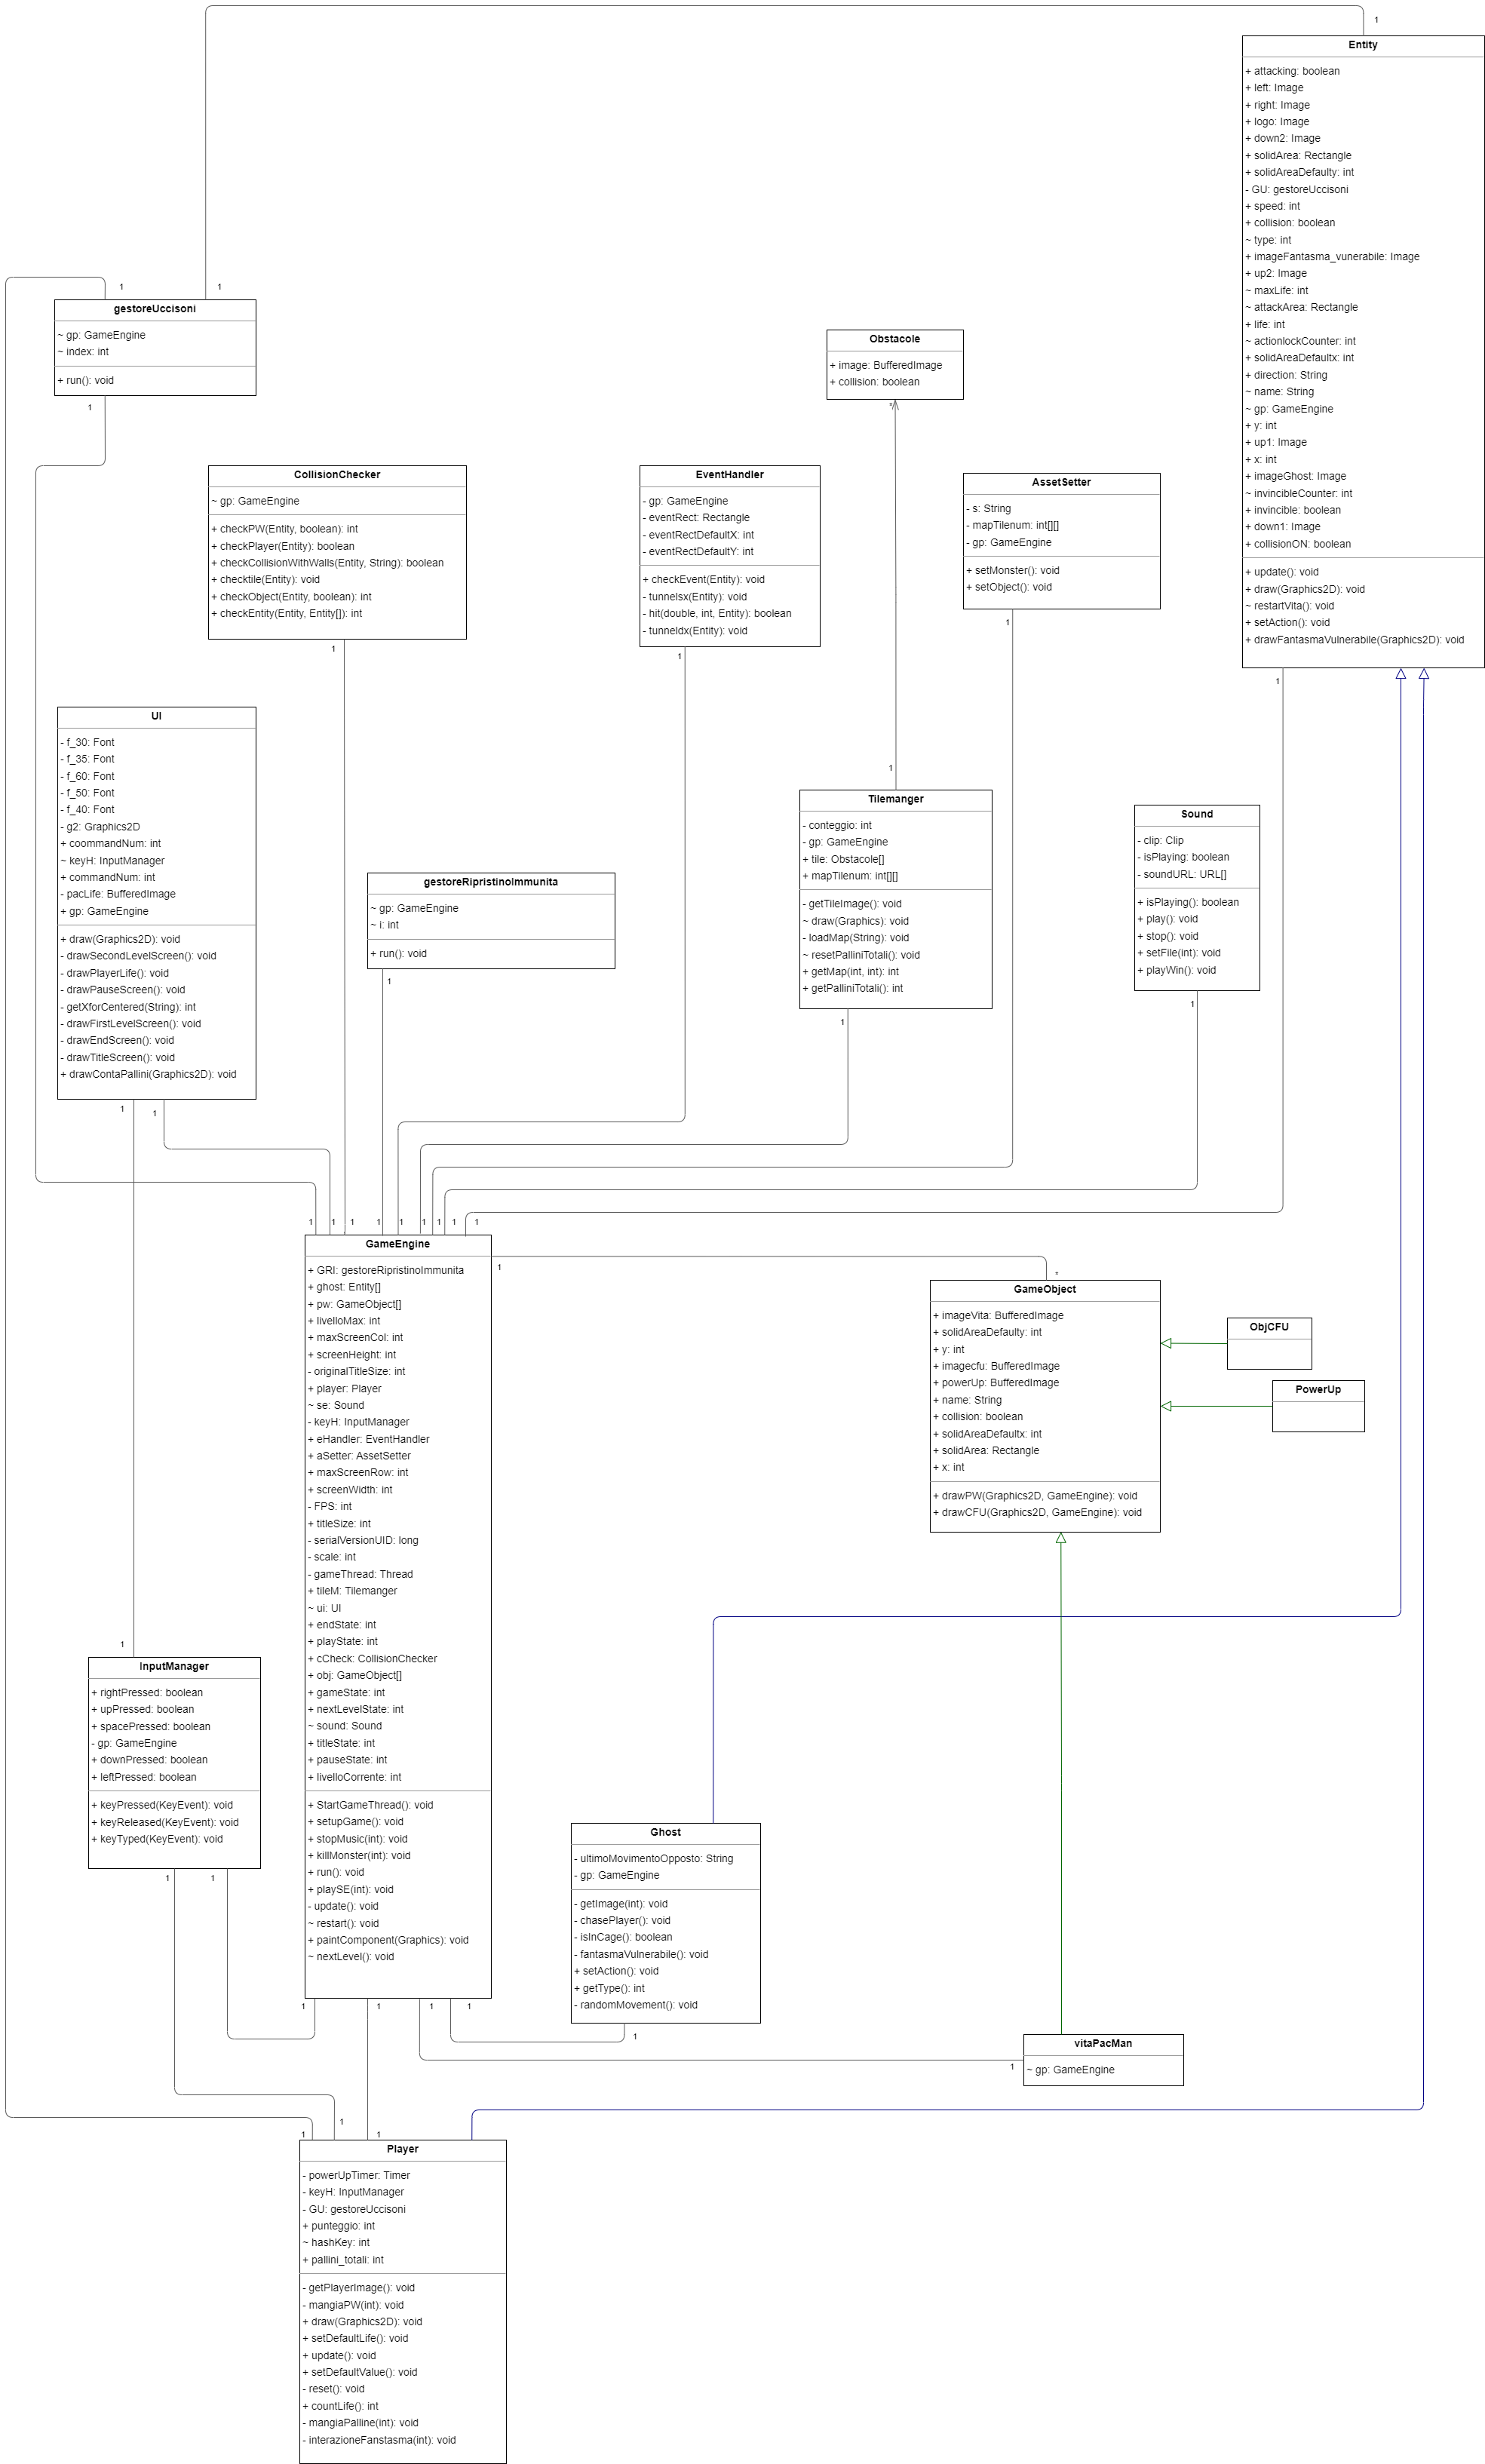 1
Entity
+ attacking: boolean
+ left: Image
+ right: Image
+ logo: Image
+ down2: Image
+ solidArea: Rectangle
+ solidAreaDefaulty: int
- GU: gestoreUccisoni
+ speed: int
+ collision: boolean
~ type: int
+ imageFantasma_vunerabile: Image
+ up2: Image
~ maxLife: int
~ attackArea: Rectangle
+ life: int
~ actionlockCounter: int
+ solidAreaDefaultx: int
+ direction: String
~ name: String
~ gp: GameEngine
+ y: int
+ up1: Image
+ x: int
+ imageGhost: Image
~ invincibleCounter: int
+ invincible: boolean
+ down1: Image
+ collisionON: boolean
+ update(): void
+ draw(Graphics2D): void
~ restartVita(): void
+ setAction(): void
+ drawFantasmaVulnerabile(Graphics2D): void
1
1
1
gestoreUccisoni
~ gp: GameEngine
~ index: int
+ run(): void
1
Obstacole
+ image: BufferedImage
+ collision: boolean
*
CollisionChecker
~ gp: GameEngine
+ checkPW(Entity, boolean): int
+ checkPlayer(Entity): boolean
+ checkCollisionWithWalls(Entity, String): boolean
+ checktile(Entity): void
+ checkObject(Entity, boolean): int
+ checkEntity(Entity, Entity[]): int
1
EventHandler
- gp: GameEngine
- eventRect: Rectangle
- eventRectDefaultX: int
- eventRectDefaultY: int
+ checkEvent(Entity): void
- tunnelsx(Entity): void
- hit(double, int, Entity): boolean
- tunneldx(Entity): void
1
AssetSetter
- s: String
- mapTilenum: int[][]
- gp: GameEngine
+ setMonster(): void
+ setObject(): void
1
UI
- f_30: Font
- f_35: Font
- f_60: Font
- f_50: Font
- f_40: Font
- g2: Graphics2D
+ coommandNum: int
~ keyH: InputManager
+ commandNum: int
- pacLife: BufferedImage
+ gp: GameEngine
+ draw(Graphics2D): void
- drawSecondLevelScreen(): void
- drawPlayerLife(): void
- drawPauseScreen(): void
- getXforCentered(String): int
- drawFirstLevelScreen(): void
- drawEndScreen(): void
- drawTitleScreen(): void
+ drawContaPallini(Graphics2D): void
1
1
gestoreRipristinoImmunita
~ gp: GameEngine
~ i: int
+ run(): void
1
1
Tilemanger
- conteggio: int
- gp: GameEngine
+ tile: Obstacole[]
+ mapTilenum: int[][]
- getTileImage(): void
~ draw(Graphics): void
- loadMap(String): void
~ resetPalliniTotali(): void
+ getMap(int, int): int
+ getPalliniTotali(): int
1
Sound
- clip: Clip
- isPlaying: boolean
- soundURL: URL[]
+ isPlaying(): boolean
+ play(): void
+ stop(): void
+ setFile(int): void
+ playWin(): void
1
1 1 1 1 1 1 1 1 1
GameEngine
+ GRI: gestoreRipristinoImmunita
+ ghost: Entity[]
+ pw: GameObject[]
+ livelloMax: int
+ maxScreenCol: int
+ screenHeight: int
- originalTitleSize: int
+ player: Player
~ se: Sound
- keyH: InputManager
+ eHandler: EventHandler
+ aSetter: AssetSetter
+ maxScreenRow: int
+ screenWidth: int
- FPS: int
+ titleSize: int
- serialVersionUID: long
- scale: int
- gameThread: Thread
+ tileM: Tilemanger
~ ui: UI
+ endState: int
+ playState: int
+ cCheck: CollisionChecker
+ obj: GameObject[]
+ gameState: int
+ nextLevelState: int
~ sound: Sound
+ titleState: int
+ pauseState: int
+ livelloCorrente: int
+ StartGameThread(): void
+ setupGame(): void
+ stopMusic(int): void
+ killMonster(int): void
+ run(): void
+ playSE(int): void
- update(): void
~ restart(): void
+ paintComponent(Graphics): void
~ nextLevel(): void
1
*
GameObject
+ imageVita: BufferedImage
+ solidAreaDefaulty: int
+ y: int
+ imagecfu: BufferedImage
+ powerUp: BufferedImage
+ name: String
+ collision: boolean
+ solidAreaDefaultx: int
+ solidArea: Rectangle
+ x: int
+ drawPW(Graphics2D, GameEngine): void
+ drawCFU(Graphics2D, GameEngine): void
ObjCFU
PowerUp
1
InputManager
+ rightPressed: boolean
+ upPressed: boolean
+ spacePressed: boolean
- gp: GameEngine
+ downPressed: boolean
+ leftPressed: boolean
+ keyPressed(KeyEvent): void
+ keyReleased(KeyEvent): void
+ keyTyped(KeyEvent): void
1 1
1 1 1 1
Ghost
- ultimoMovimentoOpposto: String
- gp: GameEngine
- getImage(int): void
- chasePlayer(): void
- isInCage(): boolean
- fantasmaVulnerabile(): void
+ setAction(): void
+ getType(): int
- randomMovement(): void
1
vitaPacMan
~ gp: GameEngine
1
1 1 1
Player
- powerUpTimer: Timer
- keyH: InputManager
- GU: gestoreUccisoni
+ punteggio: int
~ hashKey: int
+ pallini_totali: int
- getPlayerImage(): void
- mangiaPW(int): void
+ draw(Graphics2D): void
+ setDefaultLife(): void
+ update(): void
+ setDefaultValue(): void
- reset(): void
+ countLife(): int
- mangiaPalline(int): void
- interazioneFanstasma(int): void